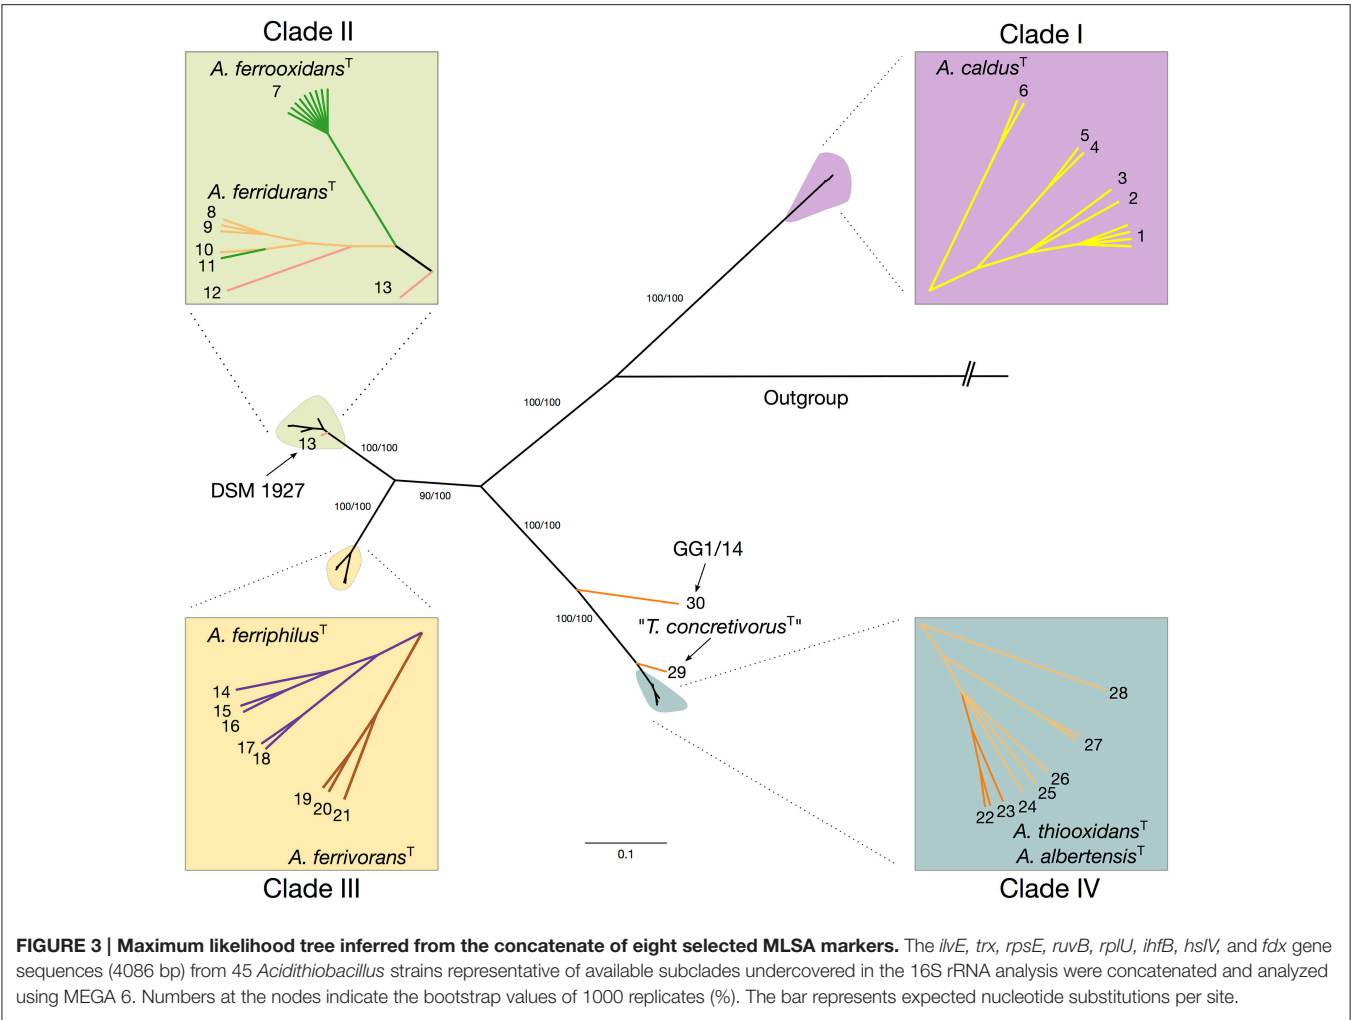 Clade II
A. ferrooxidansT
7
A. ferriduransT
8
9
10
11
12
13
Clade I
A. caldusT
6
5
4
3
2
1
100/100
Outgroup
100/100
13
100/100
DSM 1927
100/100
90/100
100/100
GG1/14
30
100/100
"T. concretivorusT"
29
A. ferriphilusT
14
15
16
17
18
19
20
21
A. ferrivoransT
Clade III
0.1
28
27
26
25
24
23
22
A. thiooxidansT
A. albertensisT
Clade IV
FIGURE 3 | Maximum likelihood tree inferred from the concatenate of eight selected MLSA markers. The ilvE, trx, rpsE, ruvB, rplU, ihfB, hslV, and fdx gene
sequences (4086 bp) from 45 Acidithiobacillus strains representative of available subclades undercovered in the 16S rRNA analysis were concatenated and analyzed
using MEGA 6. Numbers at the nodes indicate the bootstrap values of 1000 replicates (%). The bar represents expected nucleotide substitutions per site.